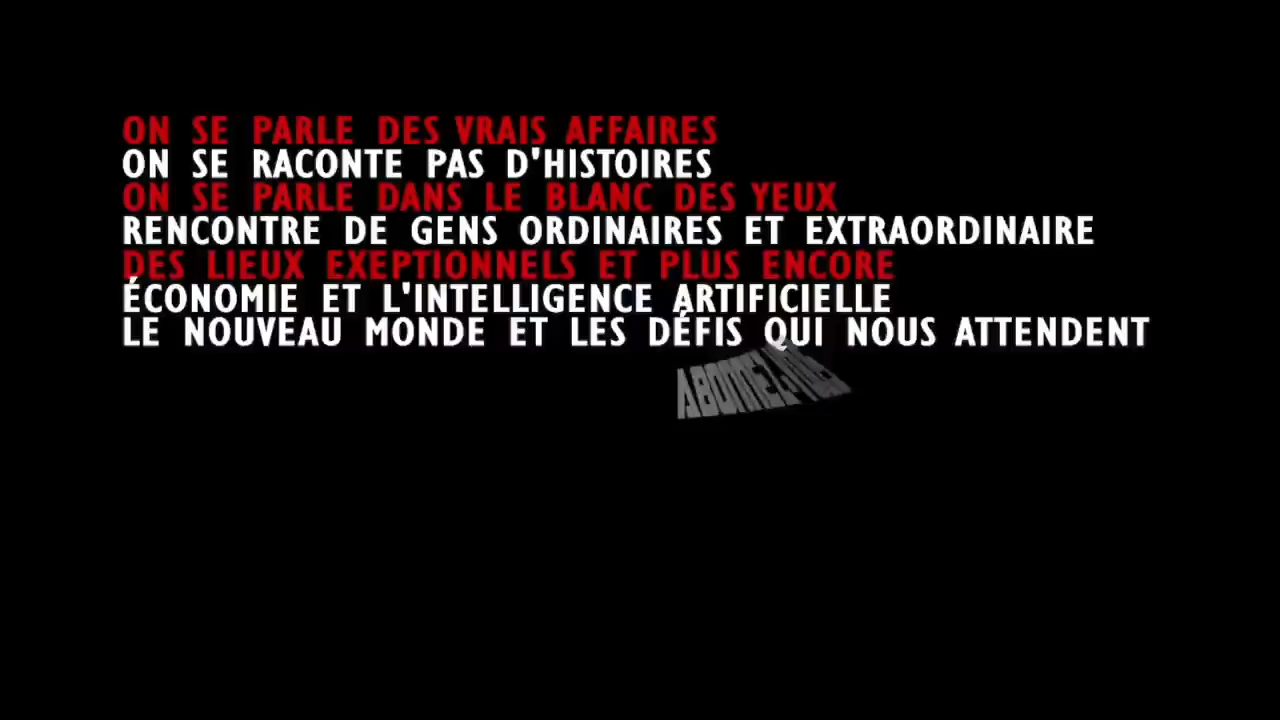 ON SE PARLE DES VRAIS AFFAIRES
ON SE RACONTE PAS D'HISTOIRES
ON SE PARLE DANS LE BLANC DES YEUX
RENCONTRE DE GENS ORDINAIRES ET EXTRAORDINAIRE
DES LIEUX EXEPTIONNELS ET PLUS ENCORE
ÉCONOMIE ET L'INTELLIGENCE ARTIFICIELLE
LE NOUVEAU MONDE ET LES DÉFIS QUI NOUS ATTENDENT